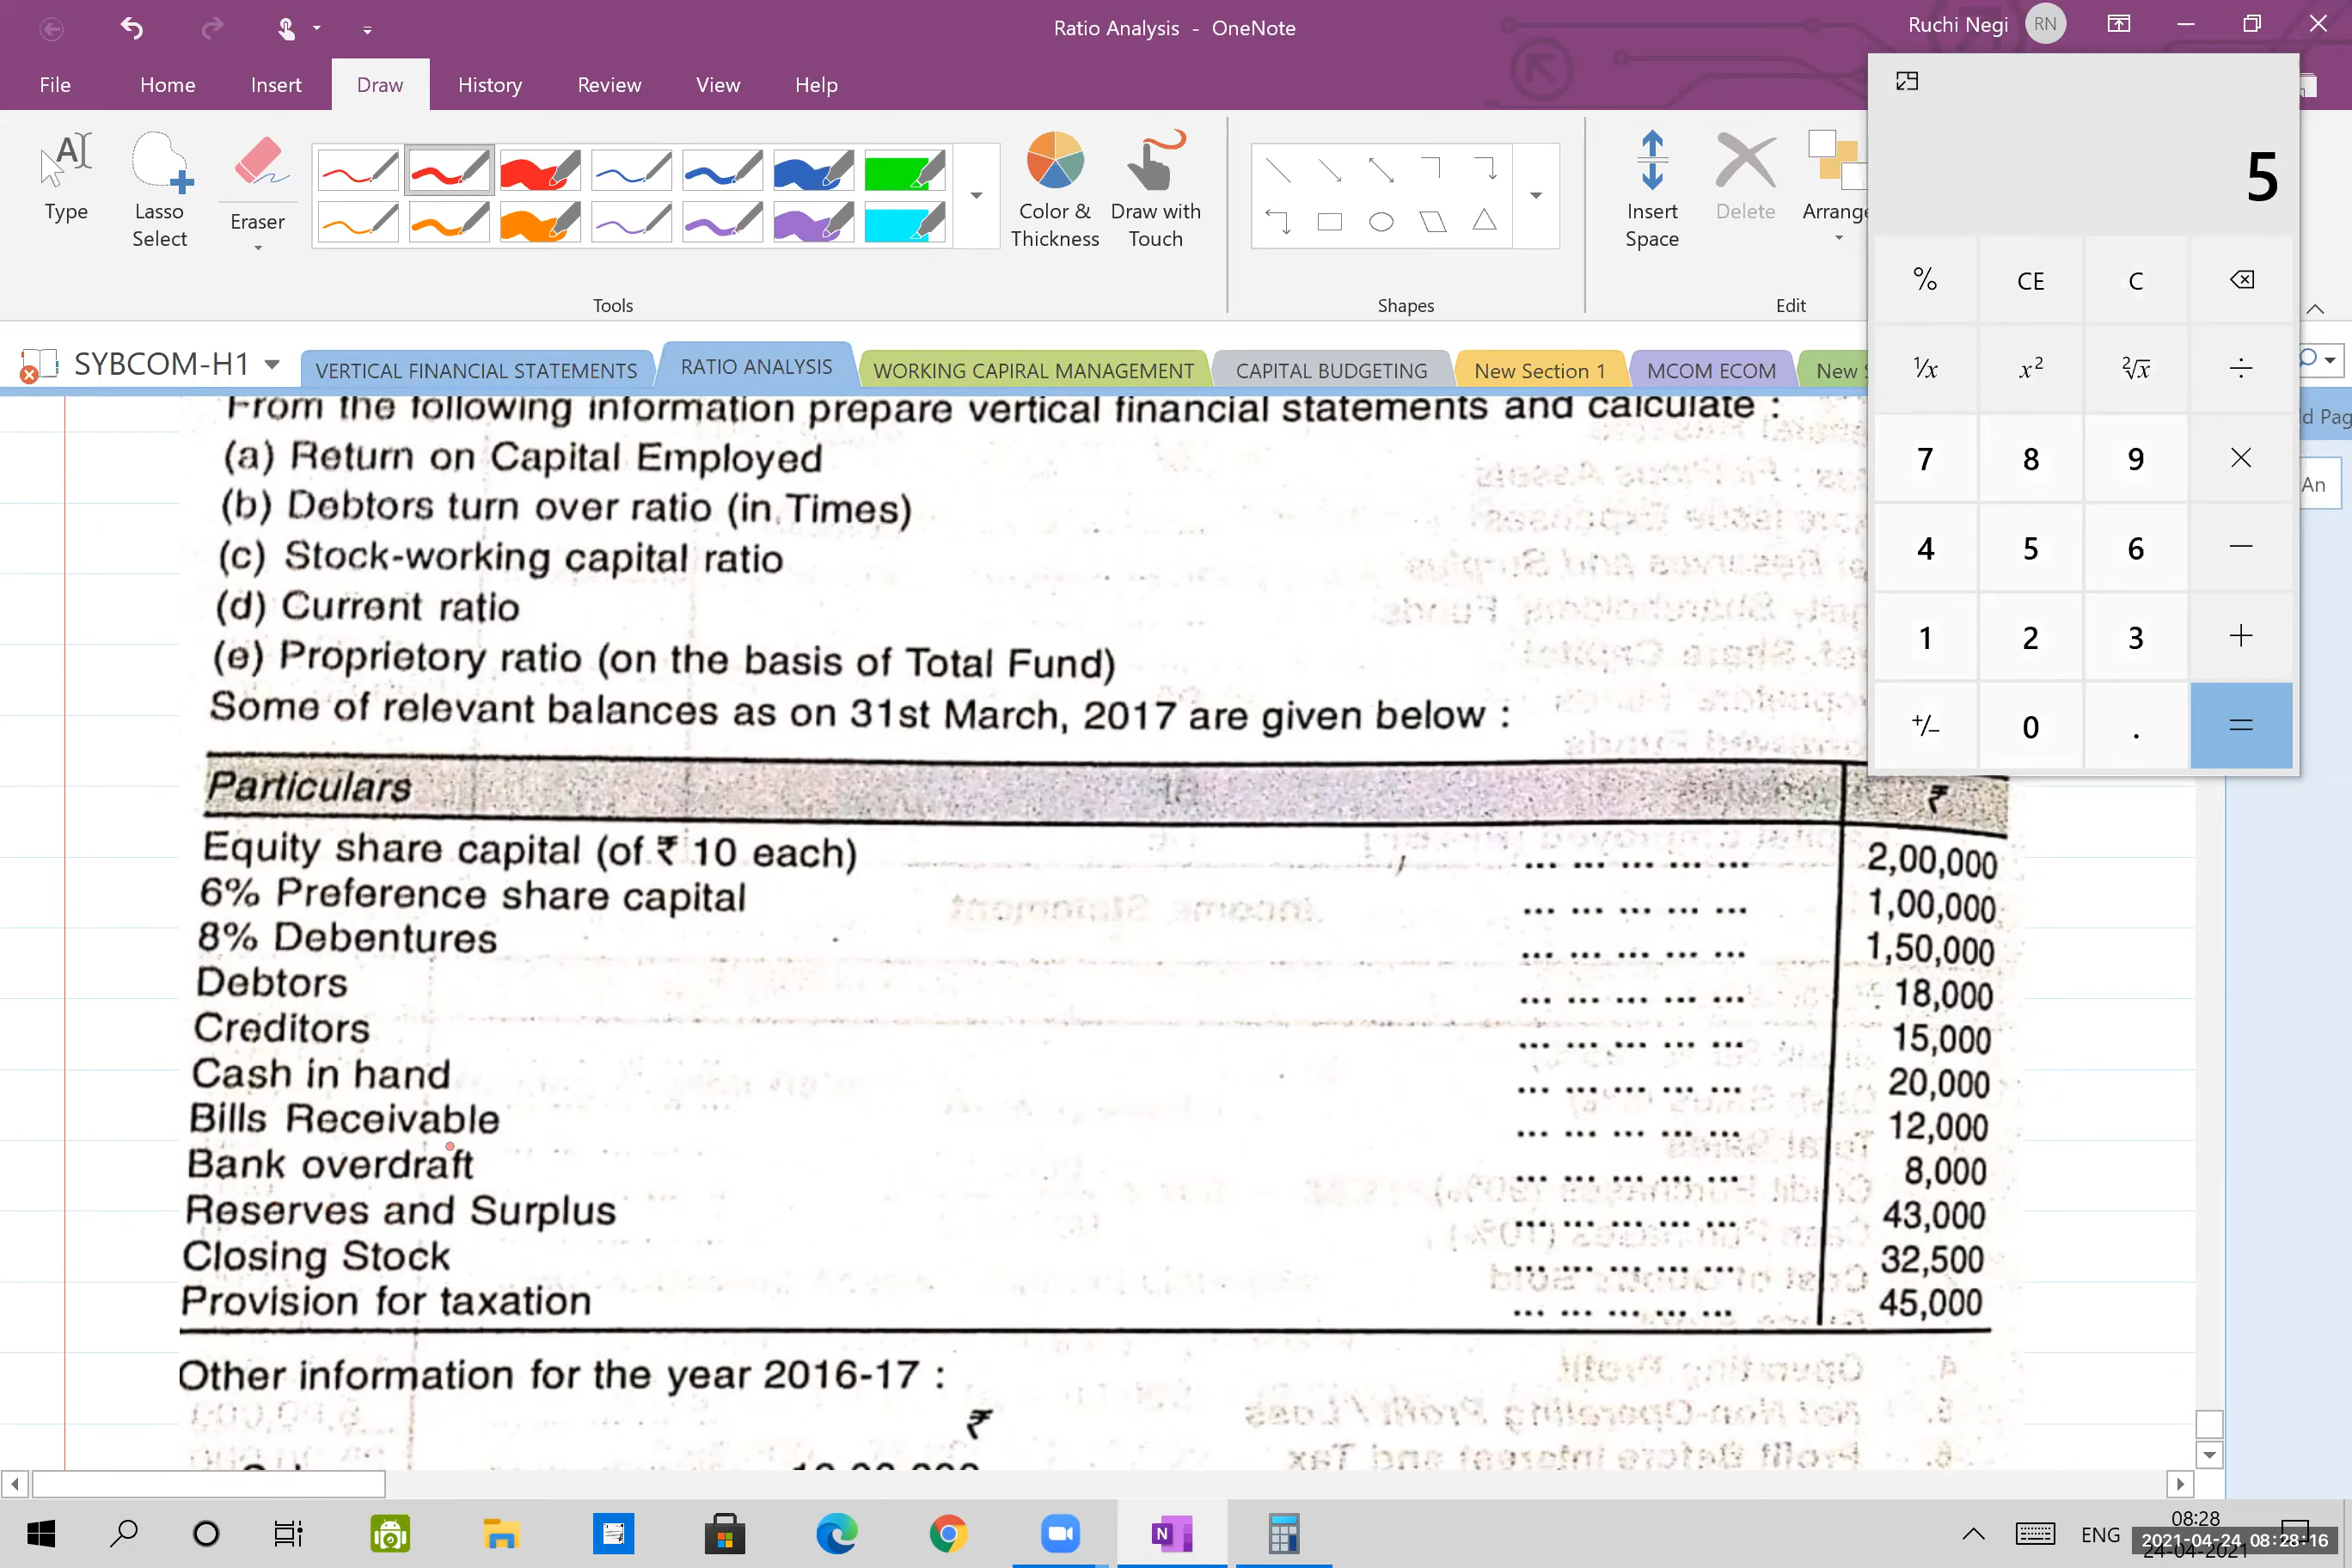 Ratio Analysis - OneNote
Ruchi Negi RN
File Home Insert Draw History Review View Help
Type
Lasso Select
Eraser
Color & Thickness
Draw with Touch
Insert Space
Delete
Arrange
Tools
Shapes
Edit
SYBCOM-H1
VERTICAL FINANCIAL STATEMENTS
RATIO ANALYSIS
WORKING CAPIRAL MANAGEMENT
CAPITAL BUDGETING
New Section 1
MCOM ECOM
New
5
% CE C
¹/x x² ²√x ÷
7 8 9 ×
4 5 6 −
1 2 3 +
+/− 0 . =
From the following information prepare vertical financial statements and calculate :
(a) Return on Capital Employed
(b) Debtors turn over ratio (in Times)
(c) Stock-working capital ratio
(d) Current ratio
(e) Proprietory ratio (on the basis of Total Fund)
Some of relevant balances as on 31st March, 2017 are given below :
Particulars ₹
Equity share capital (of ₹ 10 each) ... ... ... ... ... 2,00,000
6% Preference share capital ... ... ... ... ... 1,00,000
8% Debentures ... ... ... ... ... 1,50,000
Debtors ... ... ... ... ... 18,000
Creditors ... ... ... ... ... 15,000
Cash in hand ... ... ... ... ... 20,000
Bills Receivable ... ... ... ... ... 12,000
Bank overdraft ... ... ... ... ... 8,000
Reserves and Surplus ... ... ... ... ... 43,000
Closing Stock ... ... ... ... ... 32,500
Provision for taxation ... ... ... ... ... 45,000
Other information for the year 2016-17 :
₹
ENG
08:28
24-04-2021
2021-04-24 08:28:16